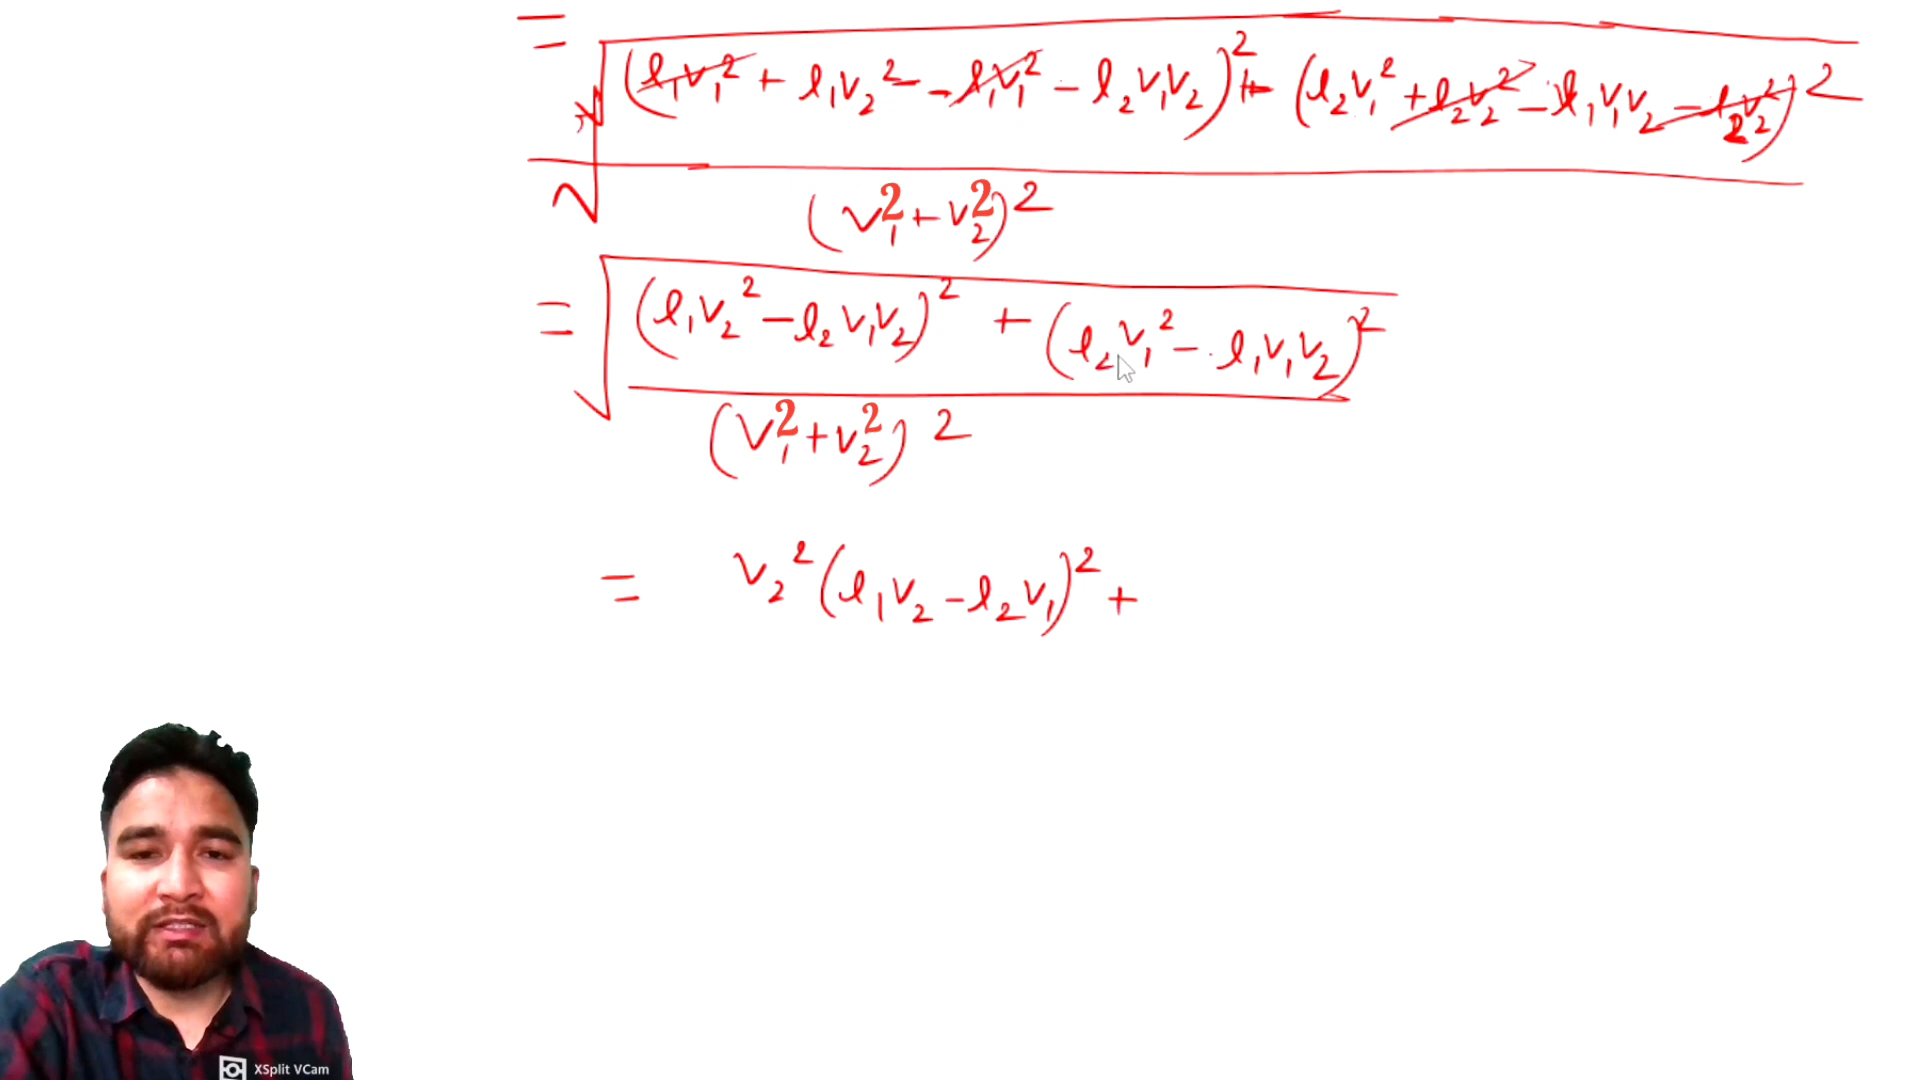 = √(l₁v₁² + l₁v₂² - l₁v₁² - l₂v₁v₂)² + (l₂v₁² + l₂v₂² - l₁v₁v₂ - l₂v₂²)²
(v₁² + v₂²)²
= √(l₁v₂² - l₂v₁v₂)² + (l₂v₁² - l₁v₁v₂)²
(v₁² + v₂²)²
= v₂²(l₁v₂ - l₂v₁)² +
XSplit VCam